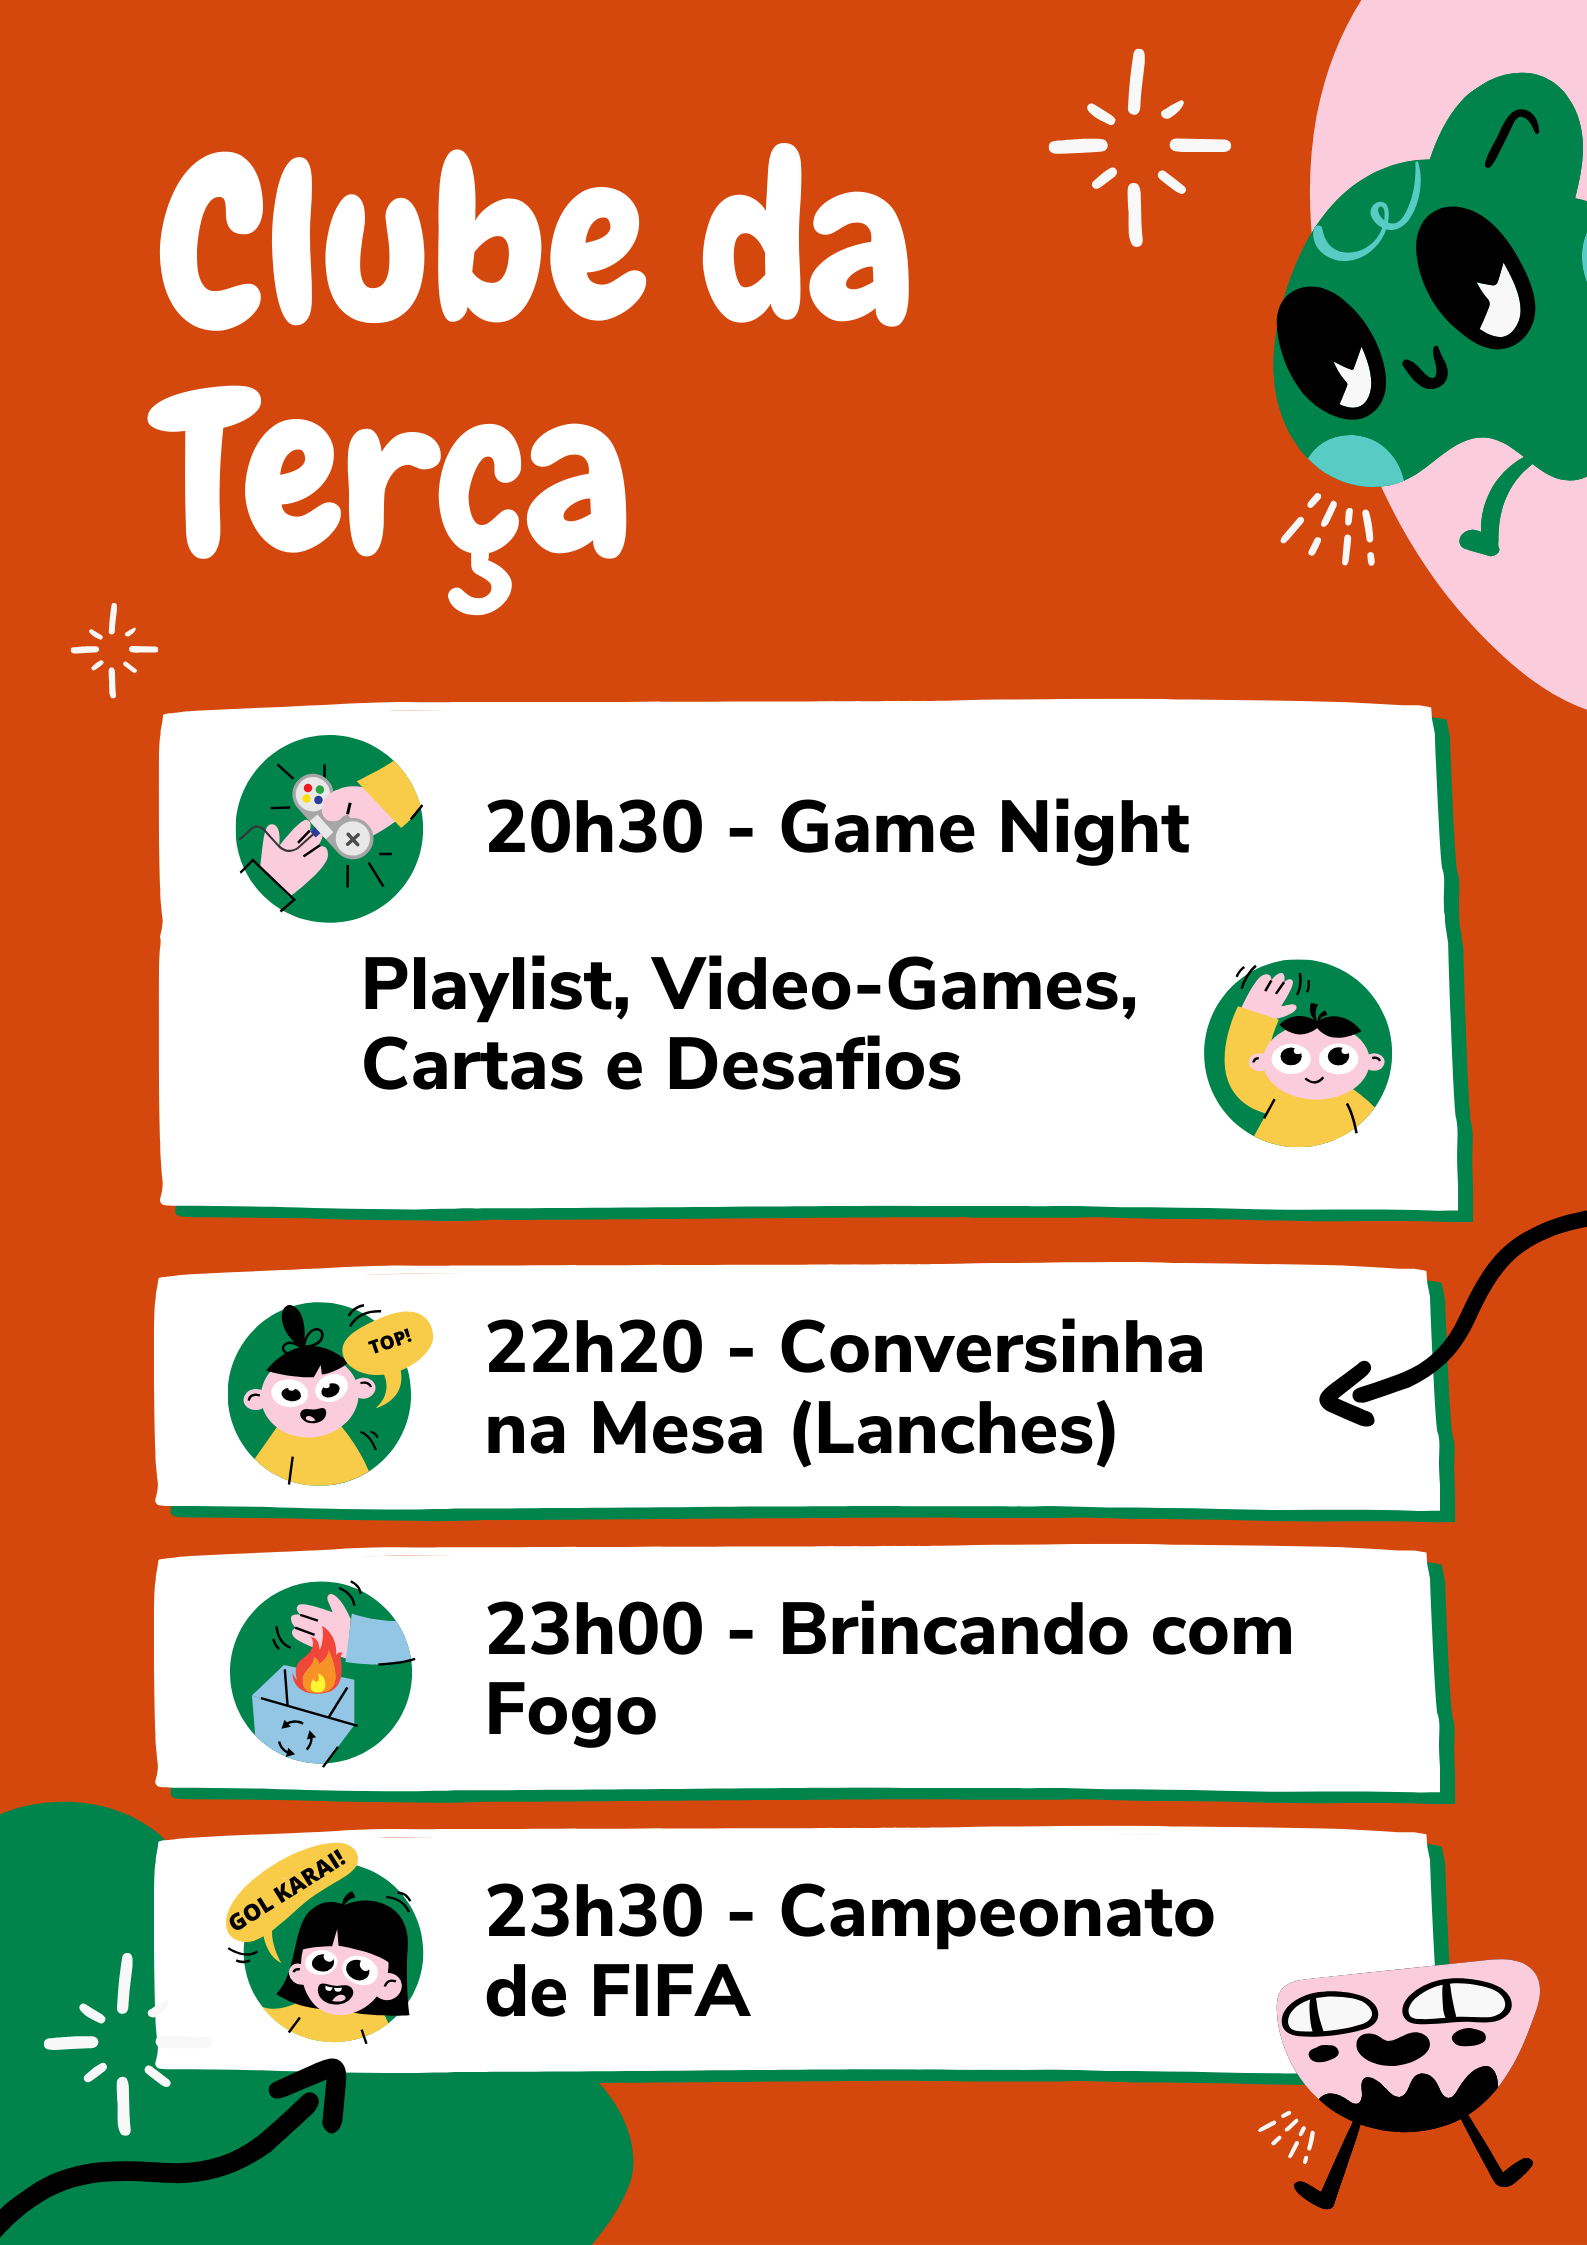 Clube da
Terça
20h30 - Game Night
Playlist, Video-Games,
Cartas e Desafios
TOP!
22h20 - Conversinha
na Mesa (Lanches)
23h00 - Brincando com
Fogo
GOL KARAI!
23h30 - Campeonato
de FIFA